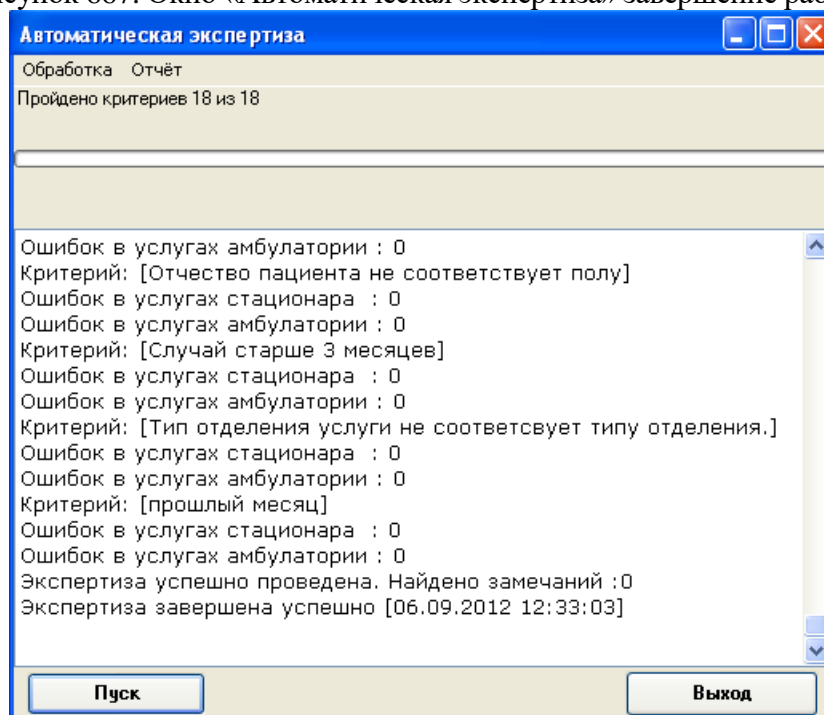 Окно «Автоматическая экспертиза» завершение
Автоматическая экспертиза
Обработка Отчёт
Пройдено критериев 18 из 18
Ошибок в услугах амбулатории : 0
Критерий: [Отчество пациента не соответствует полу]
Ошибок в услугах стационара : 0
Ошибок в услугах амбулатории : 0
Критерий: [Случай старше 3 месяцев]
Ошибок в услугах стационара : 0
Ошибок в услугах амбулатории : 0
Критерий: [Тип отделения услуги не соответсвует типу отделения.]
Ошибок в услугах стационара : 0
Ошибок в услугах амбулатории : 0
Критерий: [прошлый месяц]
Ошибок в услугах стационара : 0
Ошибок в услугах амбулатории : 0
Экспертиза успешно проведена. Найдено замечаний :0
Экспертиза завершена успешно [06.09.2012 12:33:03]
Пуск Выход